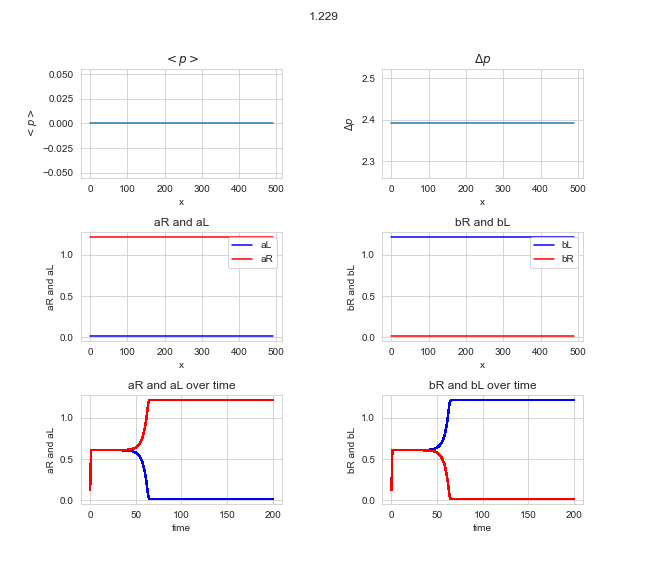 1.229
< p >
Δp
0.050
0.025
0.000
−0.025
−0.050
< p >
0 100 200 300 400 500
x
2.5
2.4
2.3
Δp
0 100 200 300 400 500
x
aR and aL
1.0
0.5
0.0
aR and aL
aL
aR
0 100 200 300 400 500
x
bR and bL
1.0
0.5
0.0
bR and bL
bL
bR
0 100 200 300 400 500
x
aR and aL over time
1.0
0.5
0.0
aR and aL
0 50 100 150 200
time
bR and bL over time
1.0
0.5
0.0
bR and bL
0 50 100 150 200
time